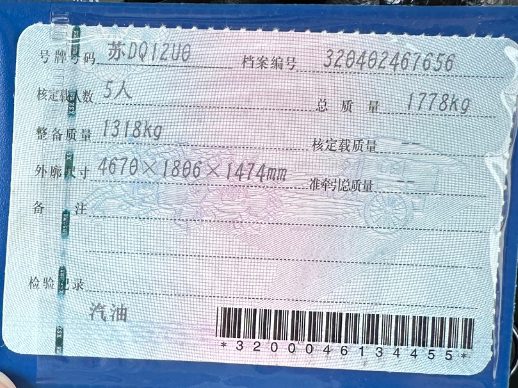 号牌号码 苏DQ12U0 档案编号 320402467656
核定载人数 5人 总质量 1778kg
整备质量 1318kg 核定载质量 --
外廓尺寸 4670×1806×1474mm 准牵引总质量 --
备注
检验记录
汽油
*3200046134455*